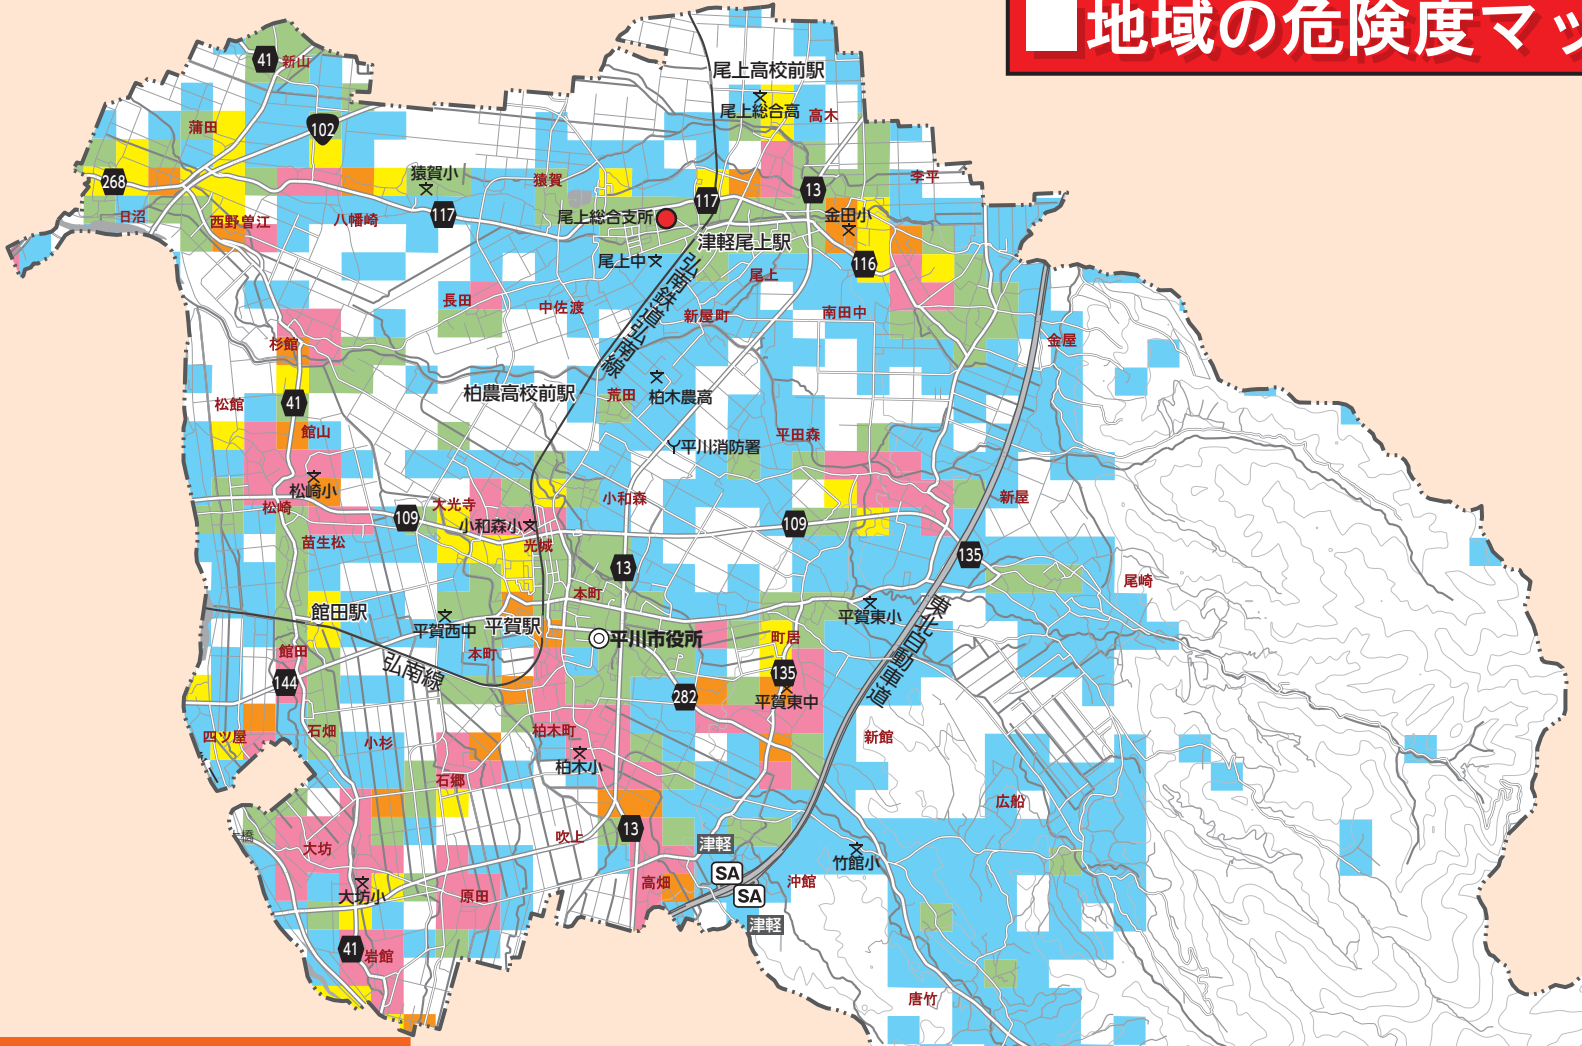 ■地域の危険度マッ
41
新山
尾上高校前駅
尾上総合高
高木
蒲田
102
268
猿賀小
猿賀
117
13
李平
日沼
西野曽江
八幡崎
117
尾上総合支所
金田小
津軽尾上駅
尾上中
116
尾上
弘南鉄道弘南線
長田
中佐渡
新屋町
南田中
杉館
金屋
柏農高校前駅
荒田
柏木農高
松館
41
館山
平川消防署
平田森
松崎小
松崎
大光寺
小和森
新屋
109
小和森小
109
苗生松
光城
13
135
尾崎
本町
館田駅
平賀西中
平賀駅
平賀東小
東北自動車道
平川市役所
町居
館田
本町
弘南線
144
135
282
平賀東中
四ツ屋
石畑
小杉
柏木町
新館
柏木小
石郷
広船
橋
大坊
吹上
13
津軽
竹館小
SA
大坊小
原田
高畑
沖館
SA
津軽
41
岩館
唐竹